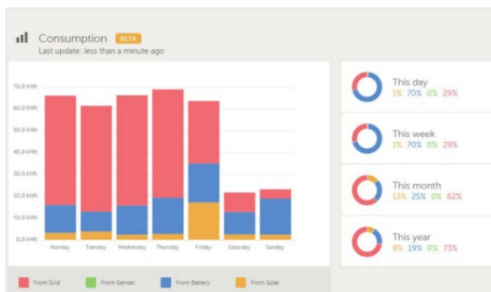 Consumption BETA
Last update: less than a minute ago
70.0 kWh
60.0 kWh
50.0 kWh
40.0 kWh
30.0 kWh
20.0 kWh
10.0 kWh
0.0 kWh
Monday Tuesday Wednesday Thursday Friday Saturday Sunday
From Grid From Genset From Battery From Solar
This day
1% 70% 0% 29%
This week
1% 70% 0% 29%
This month
13% 25% 0% 62%
This year
8% 19% 0% 73%